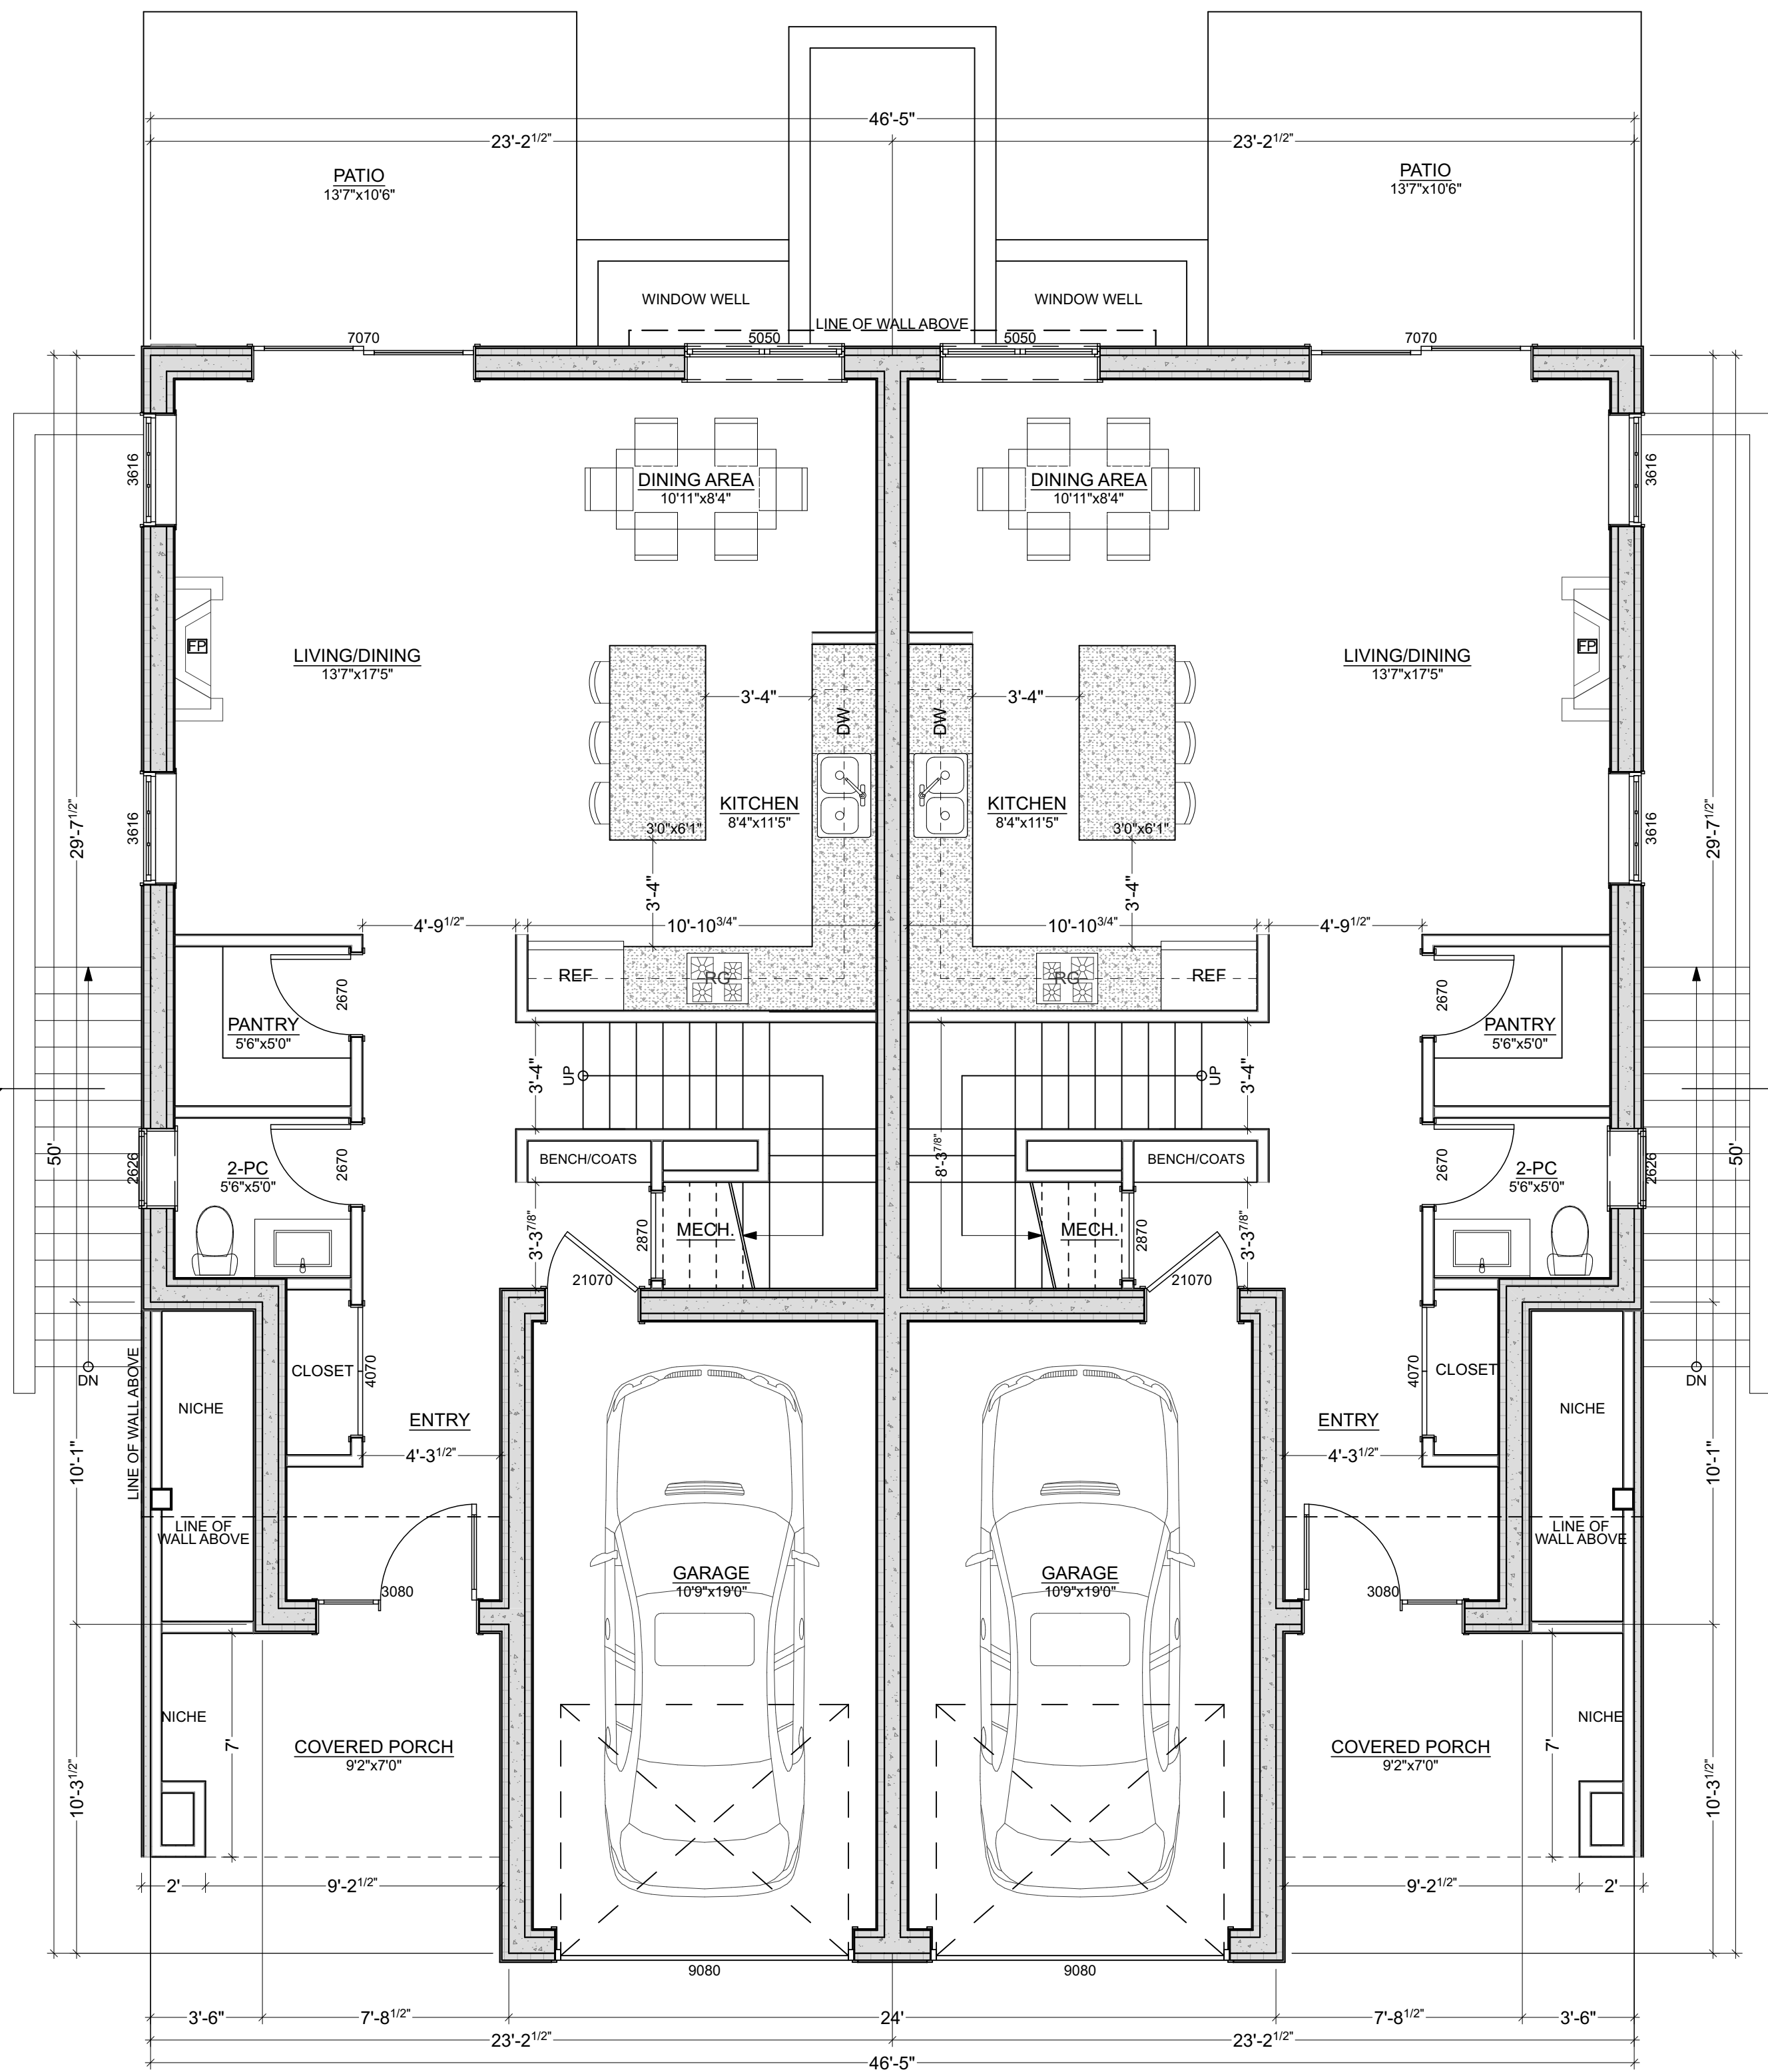 46'-5"
23'-2 1/2" 23'-2 1/2"
PATIO PATIO
13'7"x10'6" 13'7"x10'6"
WINDOW WELL WINDOW WELL
LINE OF WALL ABOVE
7070 5050 5050 7070
3616 3616
DINING AREA DINING AREA
10'11"x8'4" 10'11"x8'4"
FP FP
LIVING/DINING LIVING/DINING
13'7"x17'5" 13'7"x17'5"
3'-4" 3'-4"
DW DW
KITCHEN KITCHEN
8'4"x11'5" 8'4"x11'5"
3'0"x6'1" 3'0"x6'1"
3616 3616
29'-7 1/2" 29'-7 1/2"
3'-4" 3'-4"
4'-9 1/2" 10'-10 3/4" 10'-10 3/4" 4'-9 1/2"
REF RG RG REF
2670 2670
PANTRY PANTRY
5'6"x5'0" 5'6"x5'0"
UP 3'-4" 3'-4" UP
50' 50'
8'-3 7/8"
BENCH/COATS BENCH/COATS
2626 2-PC 2670 2670 2-PC 2626
5'6"x5'0" 5'6"x5'0"
MECH. MECH.
3'-3 7/8" 2870 2870 3'-3 7/8"
21070 21070
DN DN
CLOSET 4070 4070 CLOSET
LINE OF WALL ABOVE
NICHE NICHE
ENTRY ENTRY
4'-3 1/2" 4'-3 1/2"
10'-1" 10'-1"
LINE OF LINE OF
WALL ABOVE WALL ABOVE
GARAGE GARAGE
10'9"x19'0" 10'9"x19'0"
3080 3080
NICHE NICHE
7' 7'
COVERED PORCH COVERED PORCH
9'2"x7'0" 9'2"x7'0"
10'-3 1/2" 10'-3 1/2"
2' 9'-2 1/2" 9'-2 1/2" 2'
9080 9080
3'-6" 7'-8 1/2" 24' 7'-8 1/2" 3'-6"
23'-2 1/2" 23'-2 1/2"
46'-5"